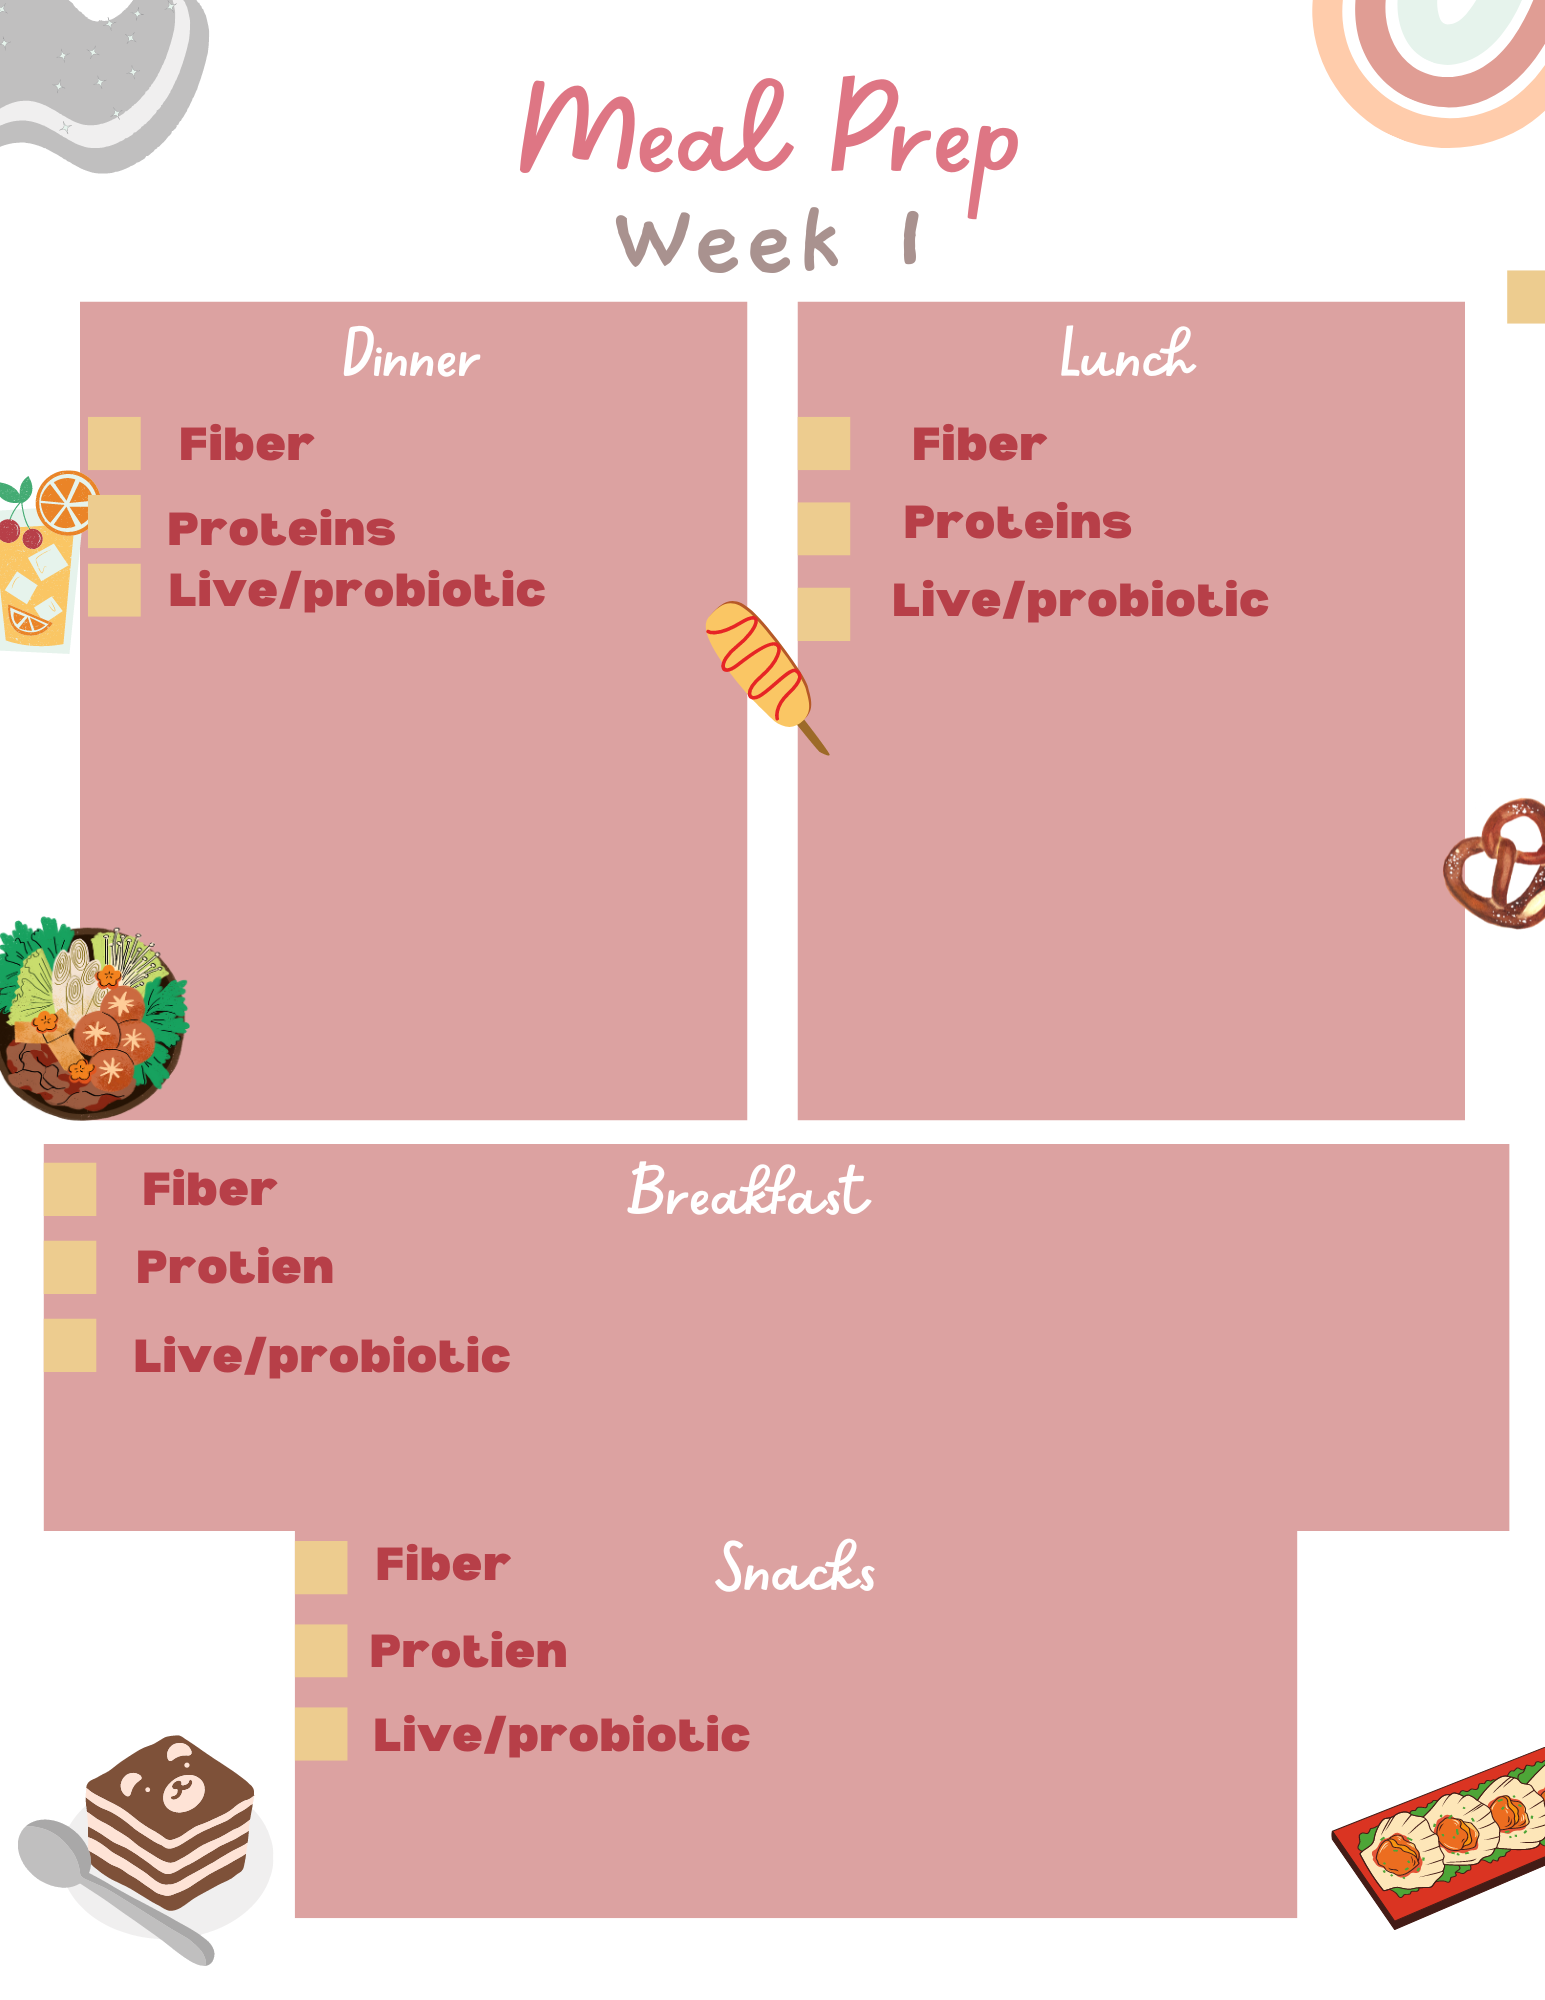 Meal Prep
Week 1
Dinner
Fiber
Proteins
Live/probiotic
Lunch
Fiber
Proteins
Live/probiotic
Breakfast
Fiber
Protien
Live/probiotic
Snacks
Fiber
Protien
Live/probiotic